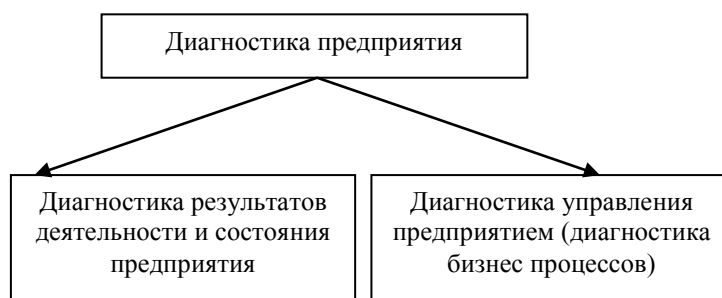 Диагностика предприятия
Диагностика результатов
деятельности и состояния
предприятия
Диагностика управления
предприятием (диагностика
бизнес процессов)